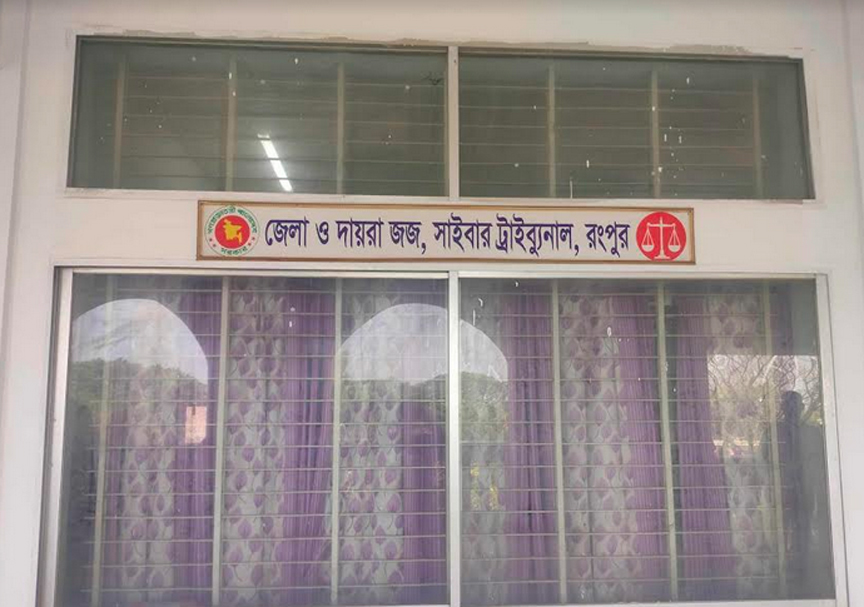 জেলা ও দায়রা জজ, সাইবার ট্রাইব্যুনাল, রংপুর